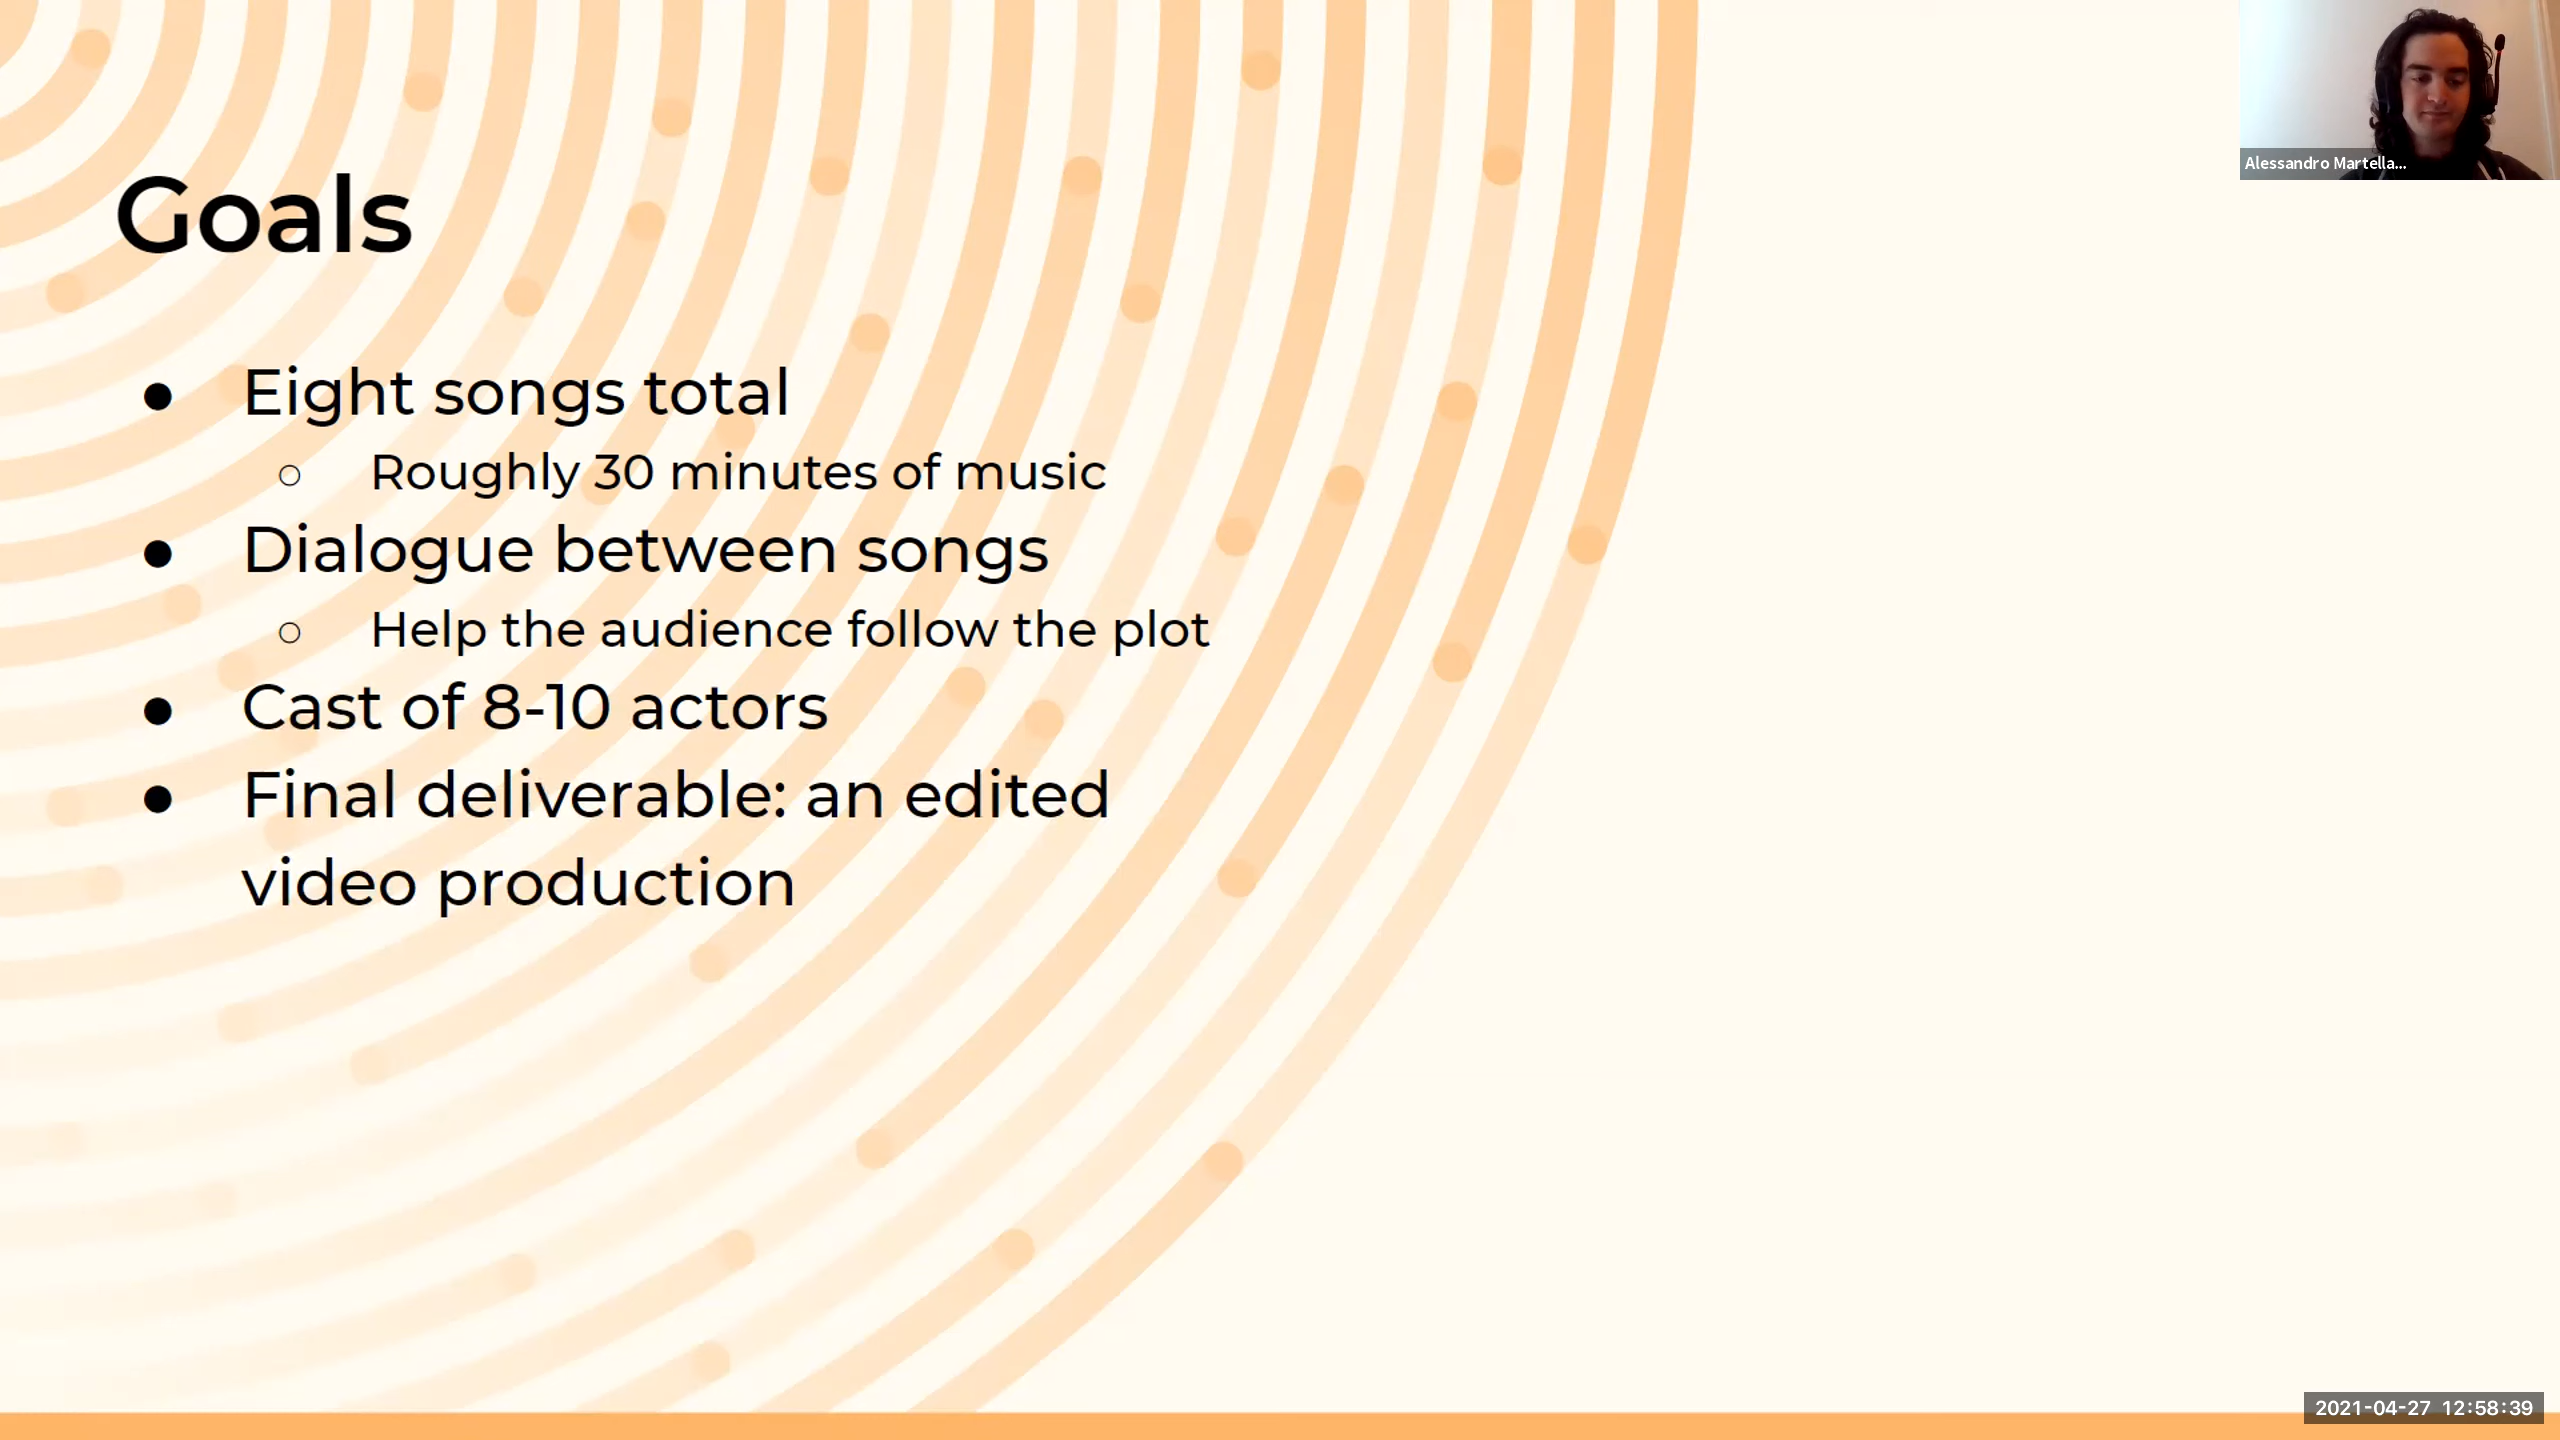 Goals
● Eight songs total
○ Roughly 30 minutes of music
● Dialogue between songs
○ Help the audience follow the plot
● Cast of 8-10 actors
● Final deliverable: an edited
video production
Alessandro Martella...
2021-04-27 12:58:39